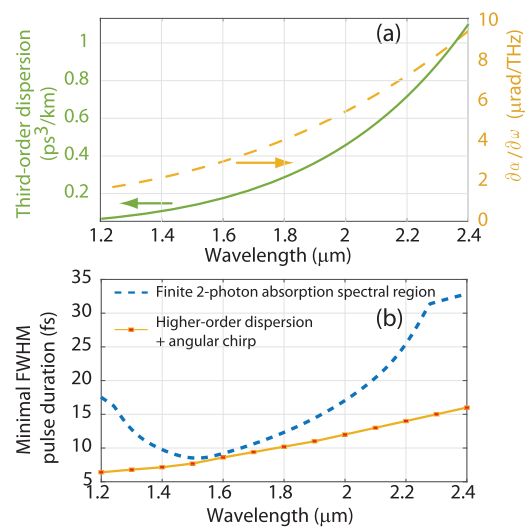 (a)
Third-order dispersion
(ps³/km)
1
0.8
0.6
0.4
0.2
10
8
6
4
2
0
∂α/∂ω (μrad/THz)
1.2 1.4 1.6 1.8 2 2.2 2.4
Wavelength (μm)
(b)
Minimal FWHM
pulse duration (fs)
35
30
25
20
15
10
5
Finite 2-photon absorption spectral region
Higher-order dispersion
+ angular chirp
1.2 1.4 1.6 1.8 2 2.2 2.4
Wavelength (μm)